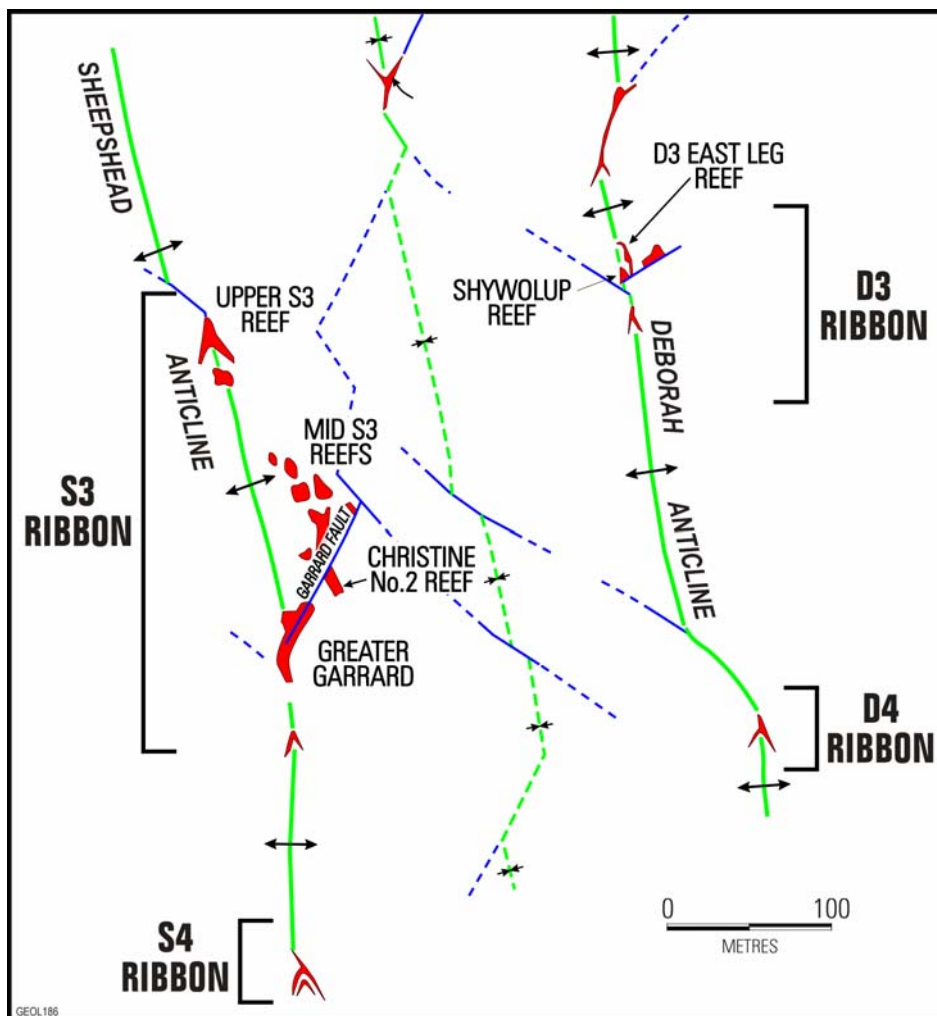 SHEEPSHEAD
ANTICLINE
UPPER S3
REEF
S3
RIBBON
MID S3
REEFS
GARRARD FAULT
CHRISTINE
No.2 REEF
GREATER
GARRARD
S4
RIBBON
D3 EAST LEG
REEF
SHYWOLUP
REEF
D3
RIBBON
DEBORAH
ANTICLINE
D4
RIBBON
0 100
METRES
GEOL186